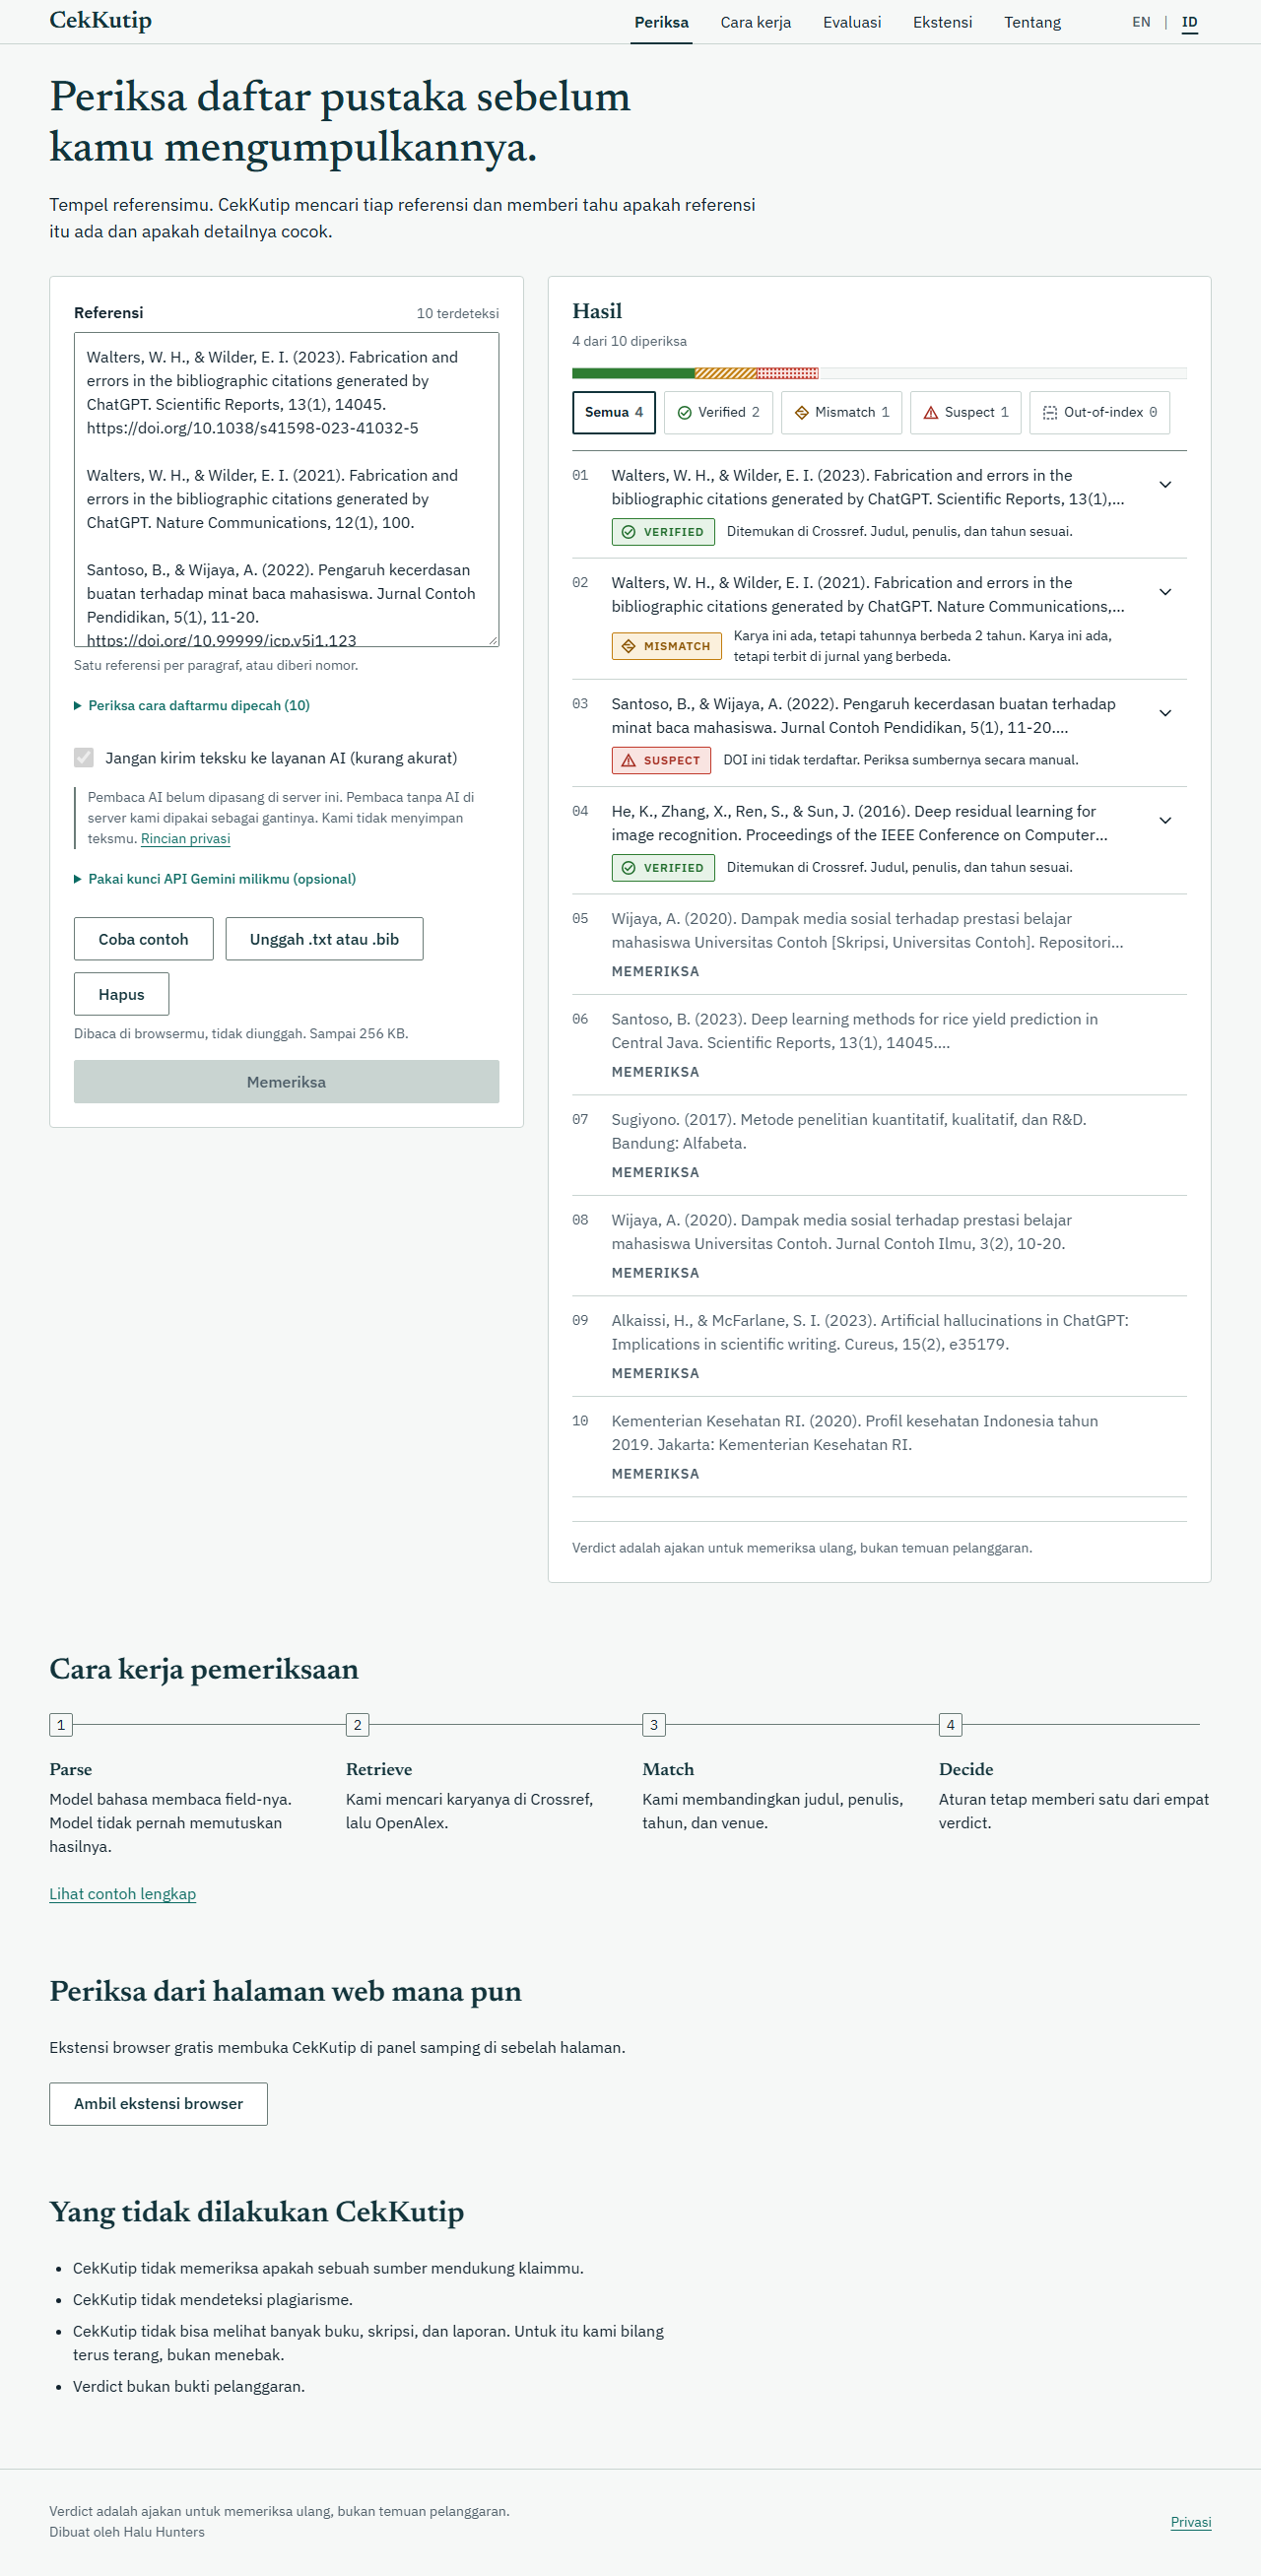 CekKutip
Periksa
Cara kerja
Evaluasi
Ekstensi
Tentang
EN | ID
Periksa daftar pustaka sebelum
kamu mengumpulkannya.
Tempel referensimu. CekKutip mencari tiap referensi dan memberi tahu apakah referensi
itu ada dan apakah detailnya cocok.
Referensi
10 terdeteksi
Walters, W. H., & Wilder, E. I. (2023). Fabrication and
errors in the bibliographic citations generated by
ChatGPT. Scientific Reports, 13(1), 14045.
https://doi.org/10.1038/s41598-023-41032-5
Walters, W. H., & Wilder, E. I. (2021). Fabrication and
errors in the bibliographic citations generated by
ChatGPT. Nature Communications, 12(1), 100.
Santoso, B., & Wijaya, A. (2022). Pengaruh kecerdasan
buatan terhadap minat baca mahasiswa. Jurnal Contoh
Pendidikan, 5(1), 11-20.
https://doi.org/10.99999/jcp.v5i1.123
Satu referensi per paragraf, atau diberi nomor.
Periksa cara daftarmu dipecah (10)
Jangan kirim teksku ke layanan AI (kurang akurat)
Pembaca AI belum dipasang di server ini. Pembaca tanpa AI di
server kami dipakai sebagai gantinya. Kami tidak menyimpan
teksmu. Rincian privasi
Pakai kunci API Gemini milikmu (opsional)
Coba contoh
Unggah .txt atau .bib
Hapus
Dibaca di browsermu, tidak diunggah. Sampai 256 KB.
Memeriksa
Hasil
4 dari 10 diperiksa
Semua 4
Verified 2
Mismatch 1
Suspect 1
Out-of-index 0
01
Walters, W. H., & Wilder, E. I. (2023). Fabrication and errors in the
bibliographic citations generated by ChatGPT. Scientific Reports, 13(1),...
VERIFIED
Ditemukan di Crossref. Judul, penulis, dan tahun sesuai.
02
Walters, W. H., & Wilder, E. I. (2021). Fabrication and errors in the
bibliographic citations generated by ChatGPT. Nature Communications,...
MISMATCH
Karya ini ada, tetapi tahunnya berbeda 2 tahun. Karya ini ada,
tetapi terbit di jurnal yang berbeda.
03
Santoso, B., & Wijaya, A. (2022). Pengaruh kecerdasan buatan terhadap
minat baca mahasiswa. Jurnal Contoh Pendidikan, 5(1), 11-20....
SUSPECT
DOI ini tidak terdaftar. Periksa sumbernya secara manual.
04
He, K., Zhang, X., Ren, S., & Sun, J. (2016). Deep residual learning for
image recognition. Proceedings of the IEEE Conference on Computer...
VERIFIED
Ditemukan di Crossref. Judul, penulis, dan tahun sesuai.
05
Wijaya, A. (2020). Dampak media sosial terhadap prestasi belajar
mahasiswa Universitas Contoh [Skripsi, Universitas Contoh]. Repositori...
MEMERIKSA
06
Santoso, B. (2023). Deep learning methods for rice yield prediction in
Central Java. Scientific Reports, 13(1), 14045....
MEMERIKSA
07
Sugiyono. (2017). Metode penelitian kuantitatif, kualitatif, dan R&D.
Bandung: Alfabeta.
MEMERIKSA
08
Wijaya, A. (2020). Dampak media sosial terhadap prestasi belajar
mahasiswa Universitas Contoh. Jurnal Contoh Ilmu, 3(2), 10-20.
MEMERIKSA
09
Alkaissi, H., & McFarlane, S. I. (2023). Artificial hallucinations in ChatGPT:
Implications in scientific writing. Cureus, 15(2), e35179.
MEMERIKSA
10
Kementerian Kesehatan RI. (2020). Profil kesehatan Indonesia tahun
2019. Jakarta: Kementerian Kesehatan RI.
MEMERIKSA
Verdict adalah ajakan untuk memeriksa ulang, bukan temuan pelanggaran.
Cara kerja pemeriksaan
1
Parse
Model bahasa membaca field-nya.
Model tidak pernah memutuskan
hasilnya.
2
Retrieve
Kami mencari karyanya di Crossref,
lalu OpenAlex.
3
Match
Kami membandingkan judul, penulis,
tahun, dan venue.
4
Decide
Aturan tetap memberi satu dari empat
verdict.
Lihat contoh lengkap
Periksa dari halaman web mana pun
Ekstensi browser gratis membuka CekKutip di panel samping di sebelah halaman.
Ambil ekstensi browser
Yang tidak dilakukan CekKutip
CekKutip tidak memeriksa apakah sebuah sumber mendukung klaimmu.
CekKutip tidak mendeteksi plagiarisme.
CekKutip tidak bisa melihat banyak buku, skripsi, dan laporan. Untuk itu kami bilang
terus terang, bukan menebak.
Verdict bukan bukti pelanggaran.
Verdict adalah ajakan untuk memeriksa ulang, bukan temuan pelanggaran.
Dibuat oleh Halu Hunters
Privasi